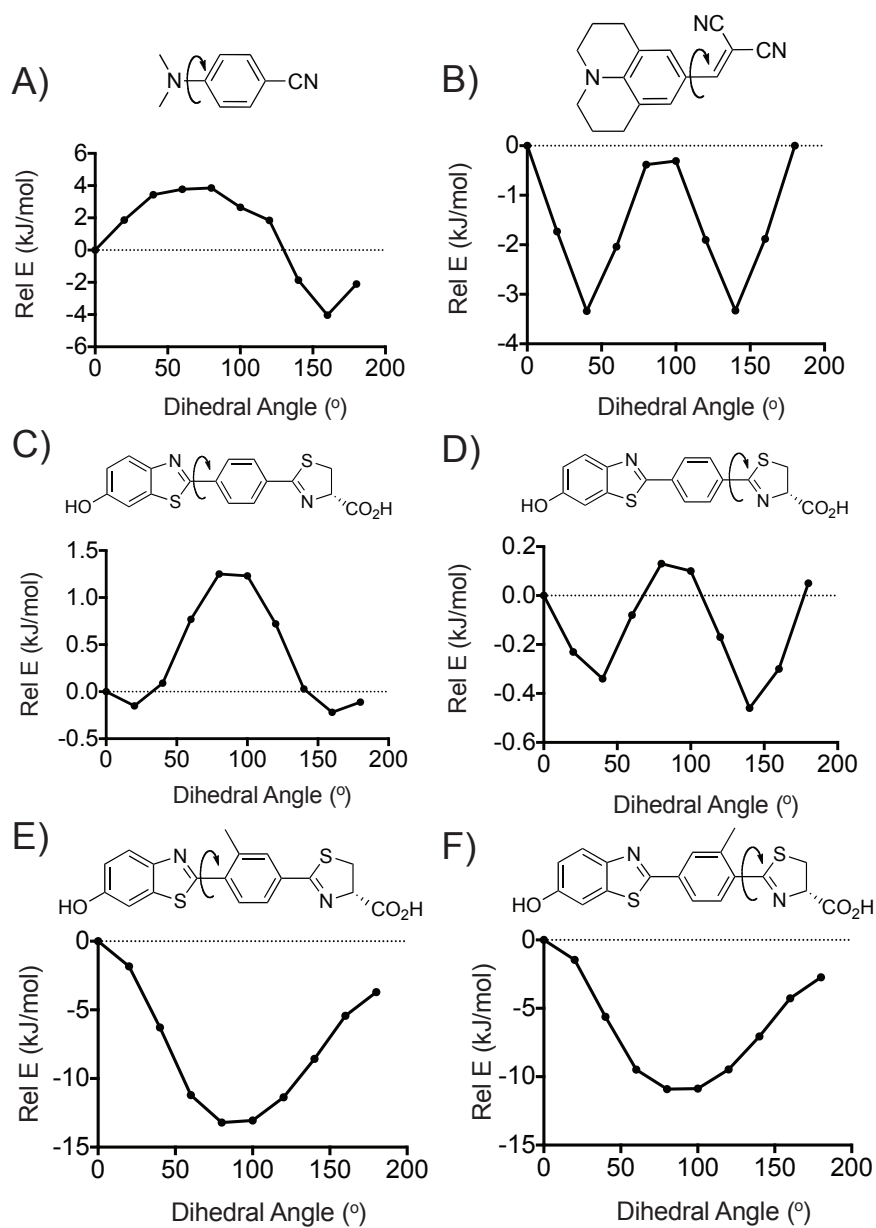 A)
N
CN
Rel E (kJ/mol)
6
4
2
0
-2
-4
-6
0
50
100
150
200
Dihedral Angle (º)
B)
CN
CN
N
Rel E (kJ/mol)
0
-1
-2
-3
-4
0
50
100
150
200
Dihedral Angle (º)
C)
N
S
HO
S
N
CO2H
Rel E (kJ/mol)
1.5
1.0
0.5
0.0
-0.5
0
50
100
150
200
Dihedral Angle (º)
D)
N
S
HO
S
N
CO2H
Rel E (kJ/mol)
0.2
0.0
-0.2
-0.4
-0.6
0
50
100
150
200
Dihedral Angle (º)
E)
N
S
HO
S
N
CO2H
Rel E (kJ/mol)
0
-5
-10
-15
0
50
100
150
200
Dihedral Angle (º)
F)
N
S
HO
S
N
CO2H
Rel E (kJ/mol)
0
-5
-10
-15
0
50
100
150
200
Dihedral Angle (º)